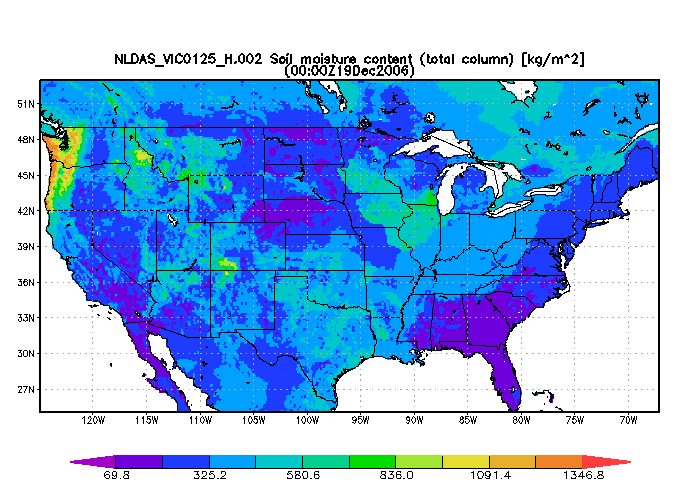 NLDAS_VIC0125_H.002 Soil moisture content (total column) [kg/m^2]
(00:00Z19Dec2006)
51N
48N
45N
42N
39N
36N
33N
30N
27N
120W 115W 110W 105W 100W 95W 90W 85W 80W 75W 70W
69.8 325.2 580.6 836.0 1091.4 1346.8